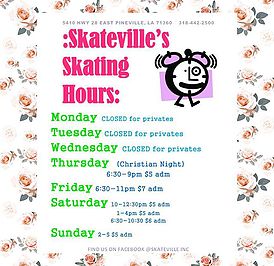 5410 HWY 28 EAST PINEVILLE, LA 71360 318-442-2500
:Skateville's
Skating
Hours:
Monday CLOSED for privates
Tuesday CLOSED for privates
Wednesday CLOSED for privates
Thursday (Christian Night)
6:30-9pm $5 adm
Friday 6:30-11pm $7 adm
Saturday 10-12:30pm $5 adm
1-4pm $5 adm
6:30-10:30 $6 adm
Sunday 2-5 $5 adm
FIND US ON FACEBOOK @SKATEVILLE INC